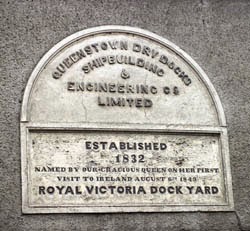 QUEENSTOWN DRY DOCKS
SHIPBUILDING
&
ENGINEERING CO
LIMITED
ESTABLISHED
1832
NAMED BY OUR GRACIOUS QUEEN ON HER FIRST
VISIT TO IRELAND AUGUST 6TH 1849
ROYAL VICTORIA DOCK YARD